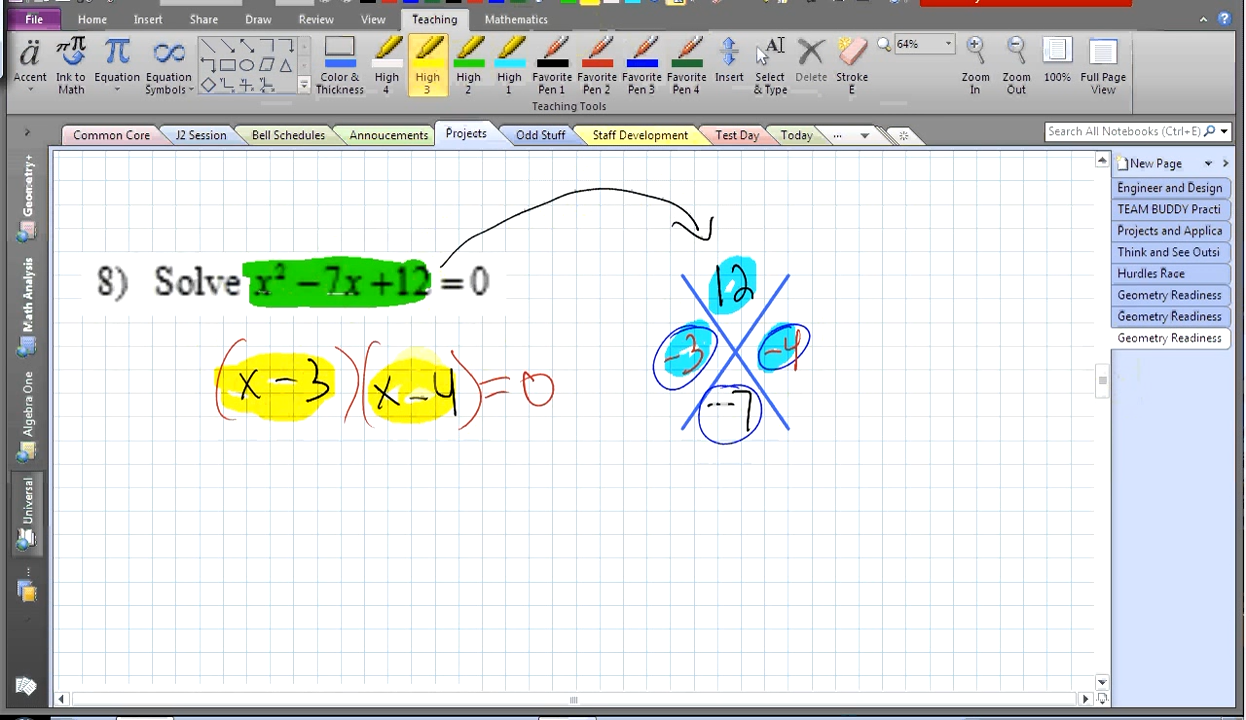 File Home Insert Share Draw Review View Teaching Mathematics
ä π π π ∞ A
64%
Accent Ink to Math Equation Equation Symbols Color & Thickness High 4 High 3 High 2 High 1 Favorite Pen 1 Favorite Pen 2 Favorite Pen 3 Favorite Pen 4 Insert Select & Type Delete Stroke E Zoom In Zoom Out 100% Full Page View
Teaching Tools
Common Core J2 Session Bell Schedules Annoucements Projects Odd Stuff Staff Development Test Day Today ... Search All Notebooks (Ctrl+E)
New Page
Engineer and Design
TEAM BUDDY Practi
Projects and Applica
Think and See Outsi
Hurdles Race
Geometry Readiness
Geometry Readiness
Geometry Readiness
Geometry+
Math Analysis
Algebra One
Universal
8) Solve x² − 7x + 12 = 0
(x − 3)(x − 4) = 0
12
−3 −4
−7